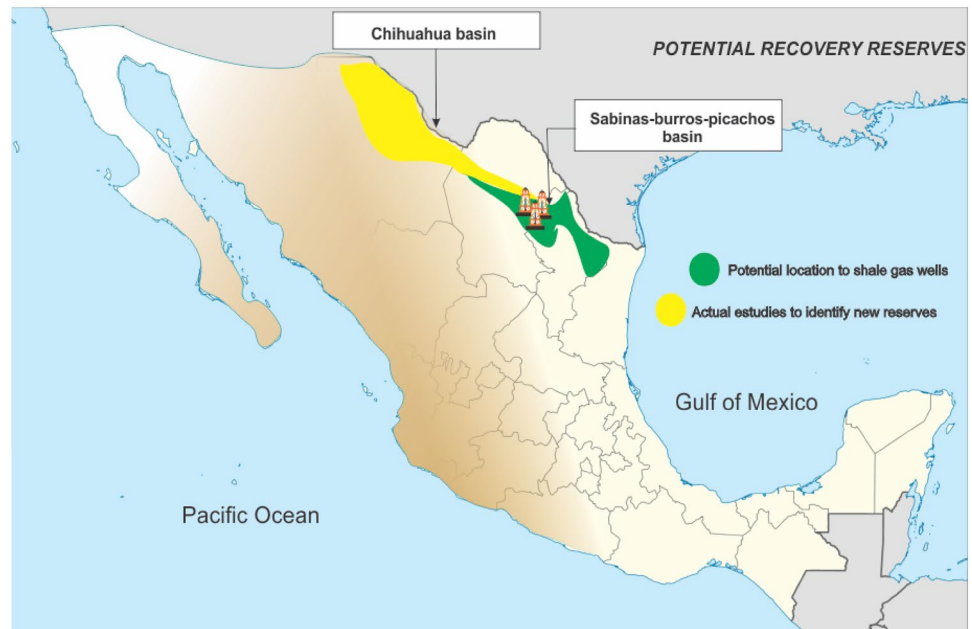 Chihuahua basin
POTENTIAL RECOVERY RESERVES
Sabinas-burros-picachos
basin
Potential location to shale gas wells
Actual estudies to identify new reserves
Gulf of Mexico
Pacific Ocean